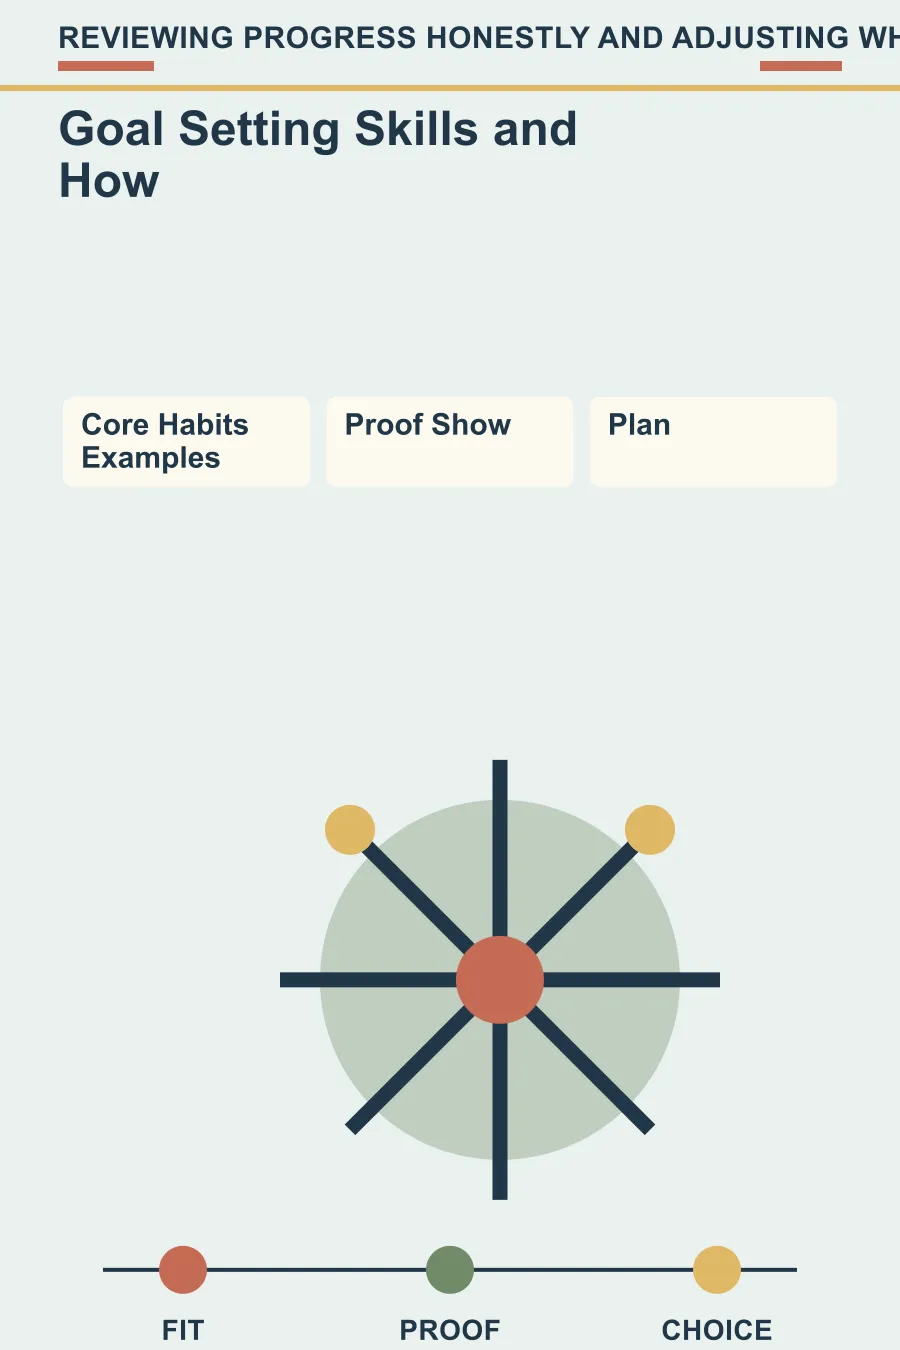 REVIEWING PROGRESS HONESTLY AND ADJUSTING WH
Goal Setting Skills and
How
Core Habits
Examples
Proof Show
Plan
FIT
PROOF
CHOICE